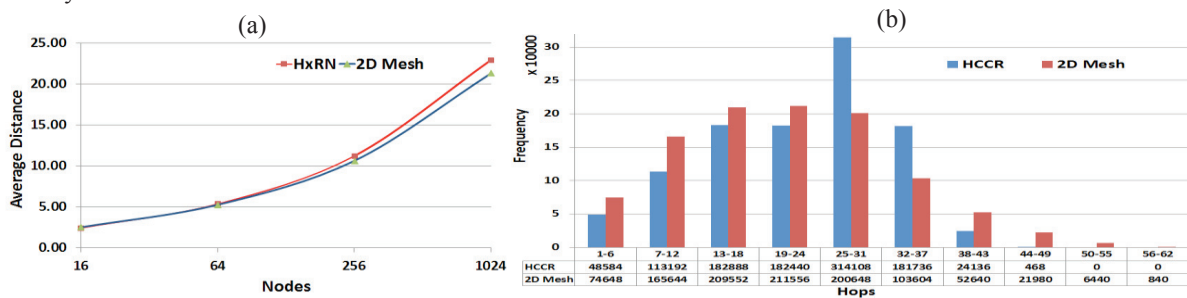 (a)
25.00
20.00
15.00
10.00
5.00
0.00
Average Distance
HxRN 2D Mesh
16 64 256 1024
Nodes
(b)
x 10000
Frequency
30
25
20
15
10
5
0
HCCR 2D Mesh
1-6 7-12 13-18 19-24 25-31 32-37 38-43 44-49 50-55 56-62
HCCR 48584 113192 182888 182440 314108 181736 24136 468 0 0
2D Mesh 74648 165644 209552 211556 200648 103604 52640 21980 6440 840
Hops